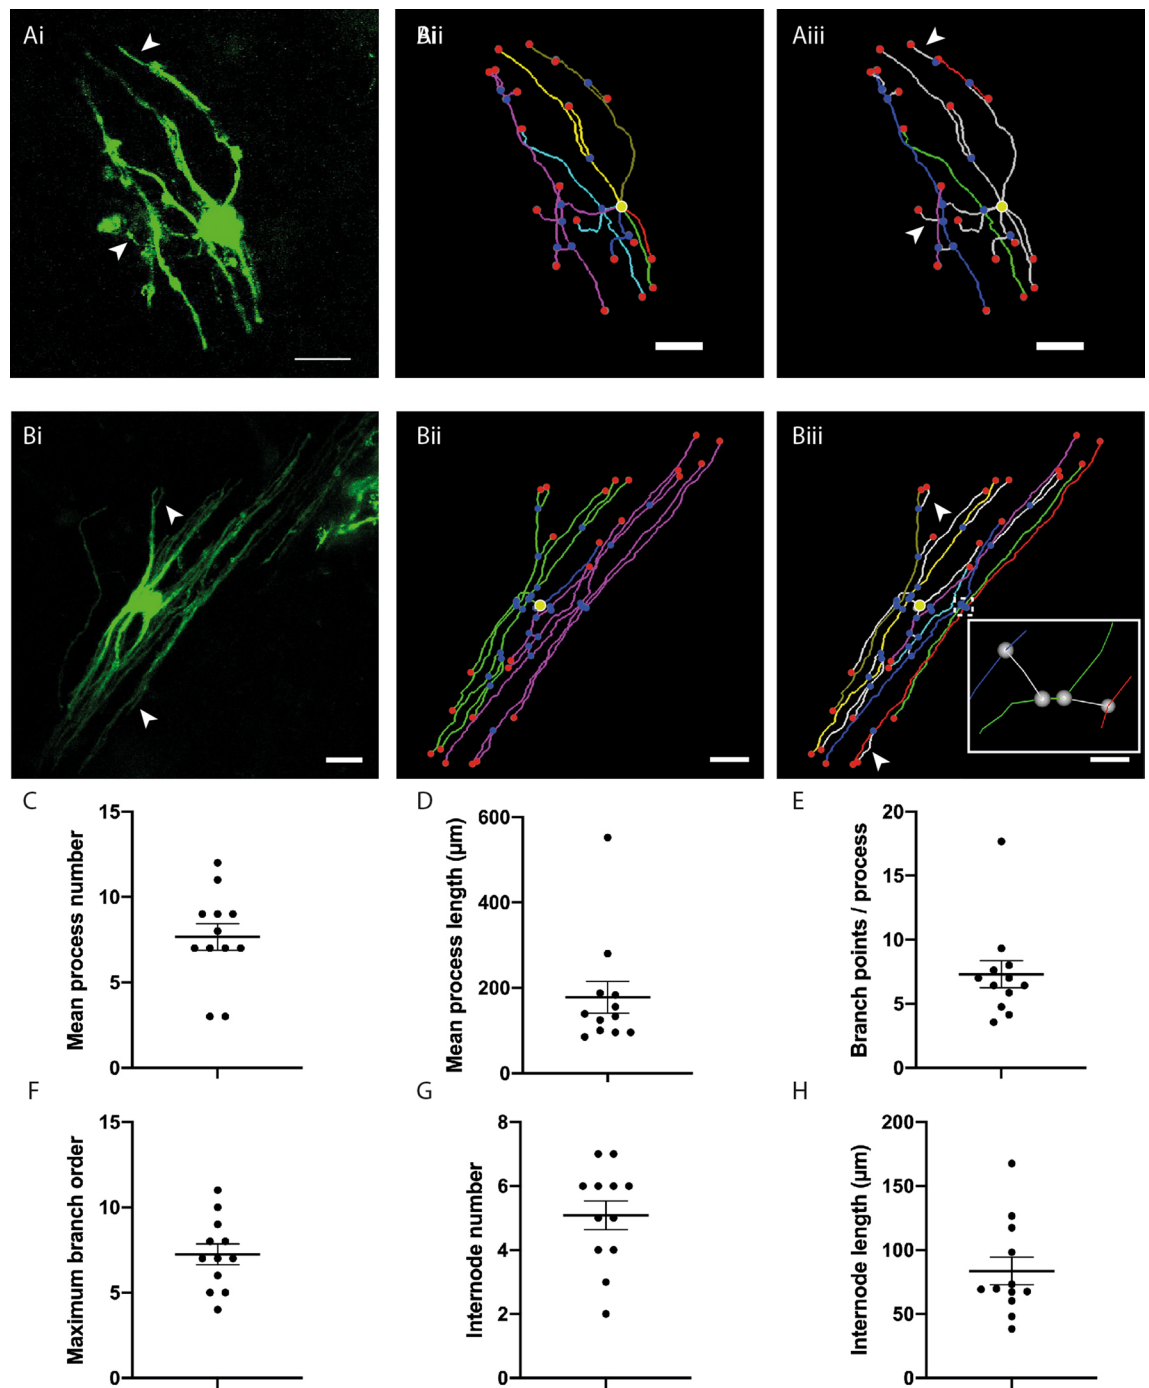 Ai
Aii
Bii
Aiii
Bi
Bii
Biii
C
Mean process number
15
10
5
0
D
Mean process length (µm)
600
400
200
0
E
Branch points / process
20
15
10
5
0
F
Maximum branch order
15
10
5
0
G
Internode number
8
6
4
2
0
H
Internode length (µm)
200
150
100
50
0